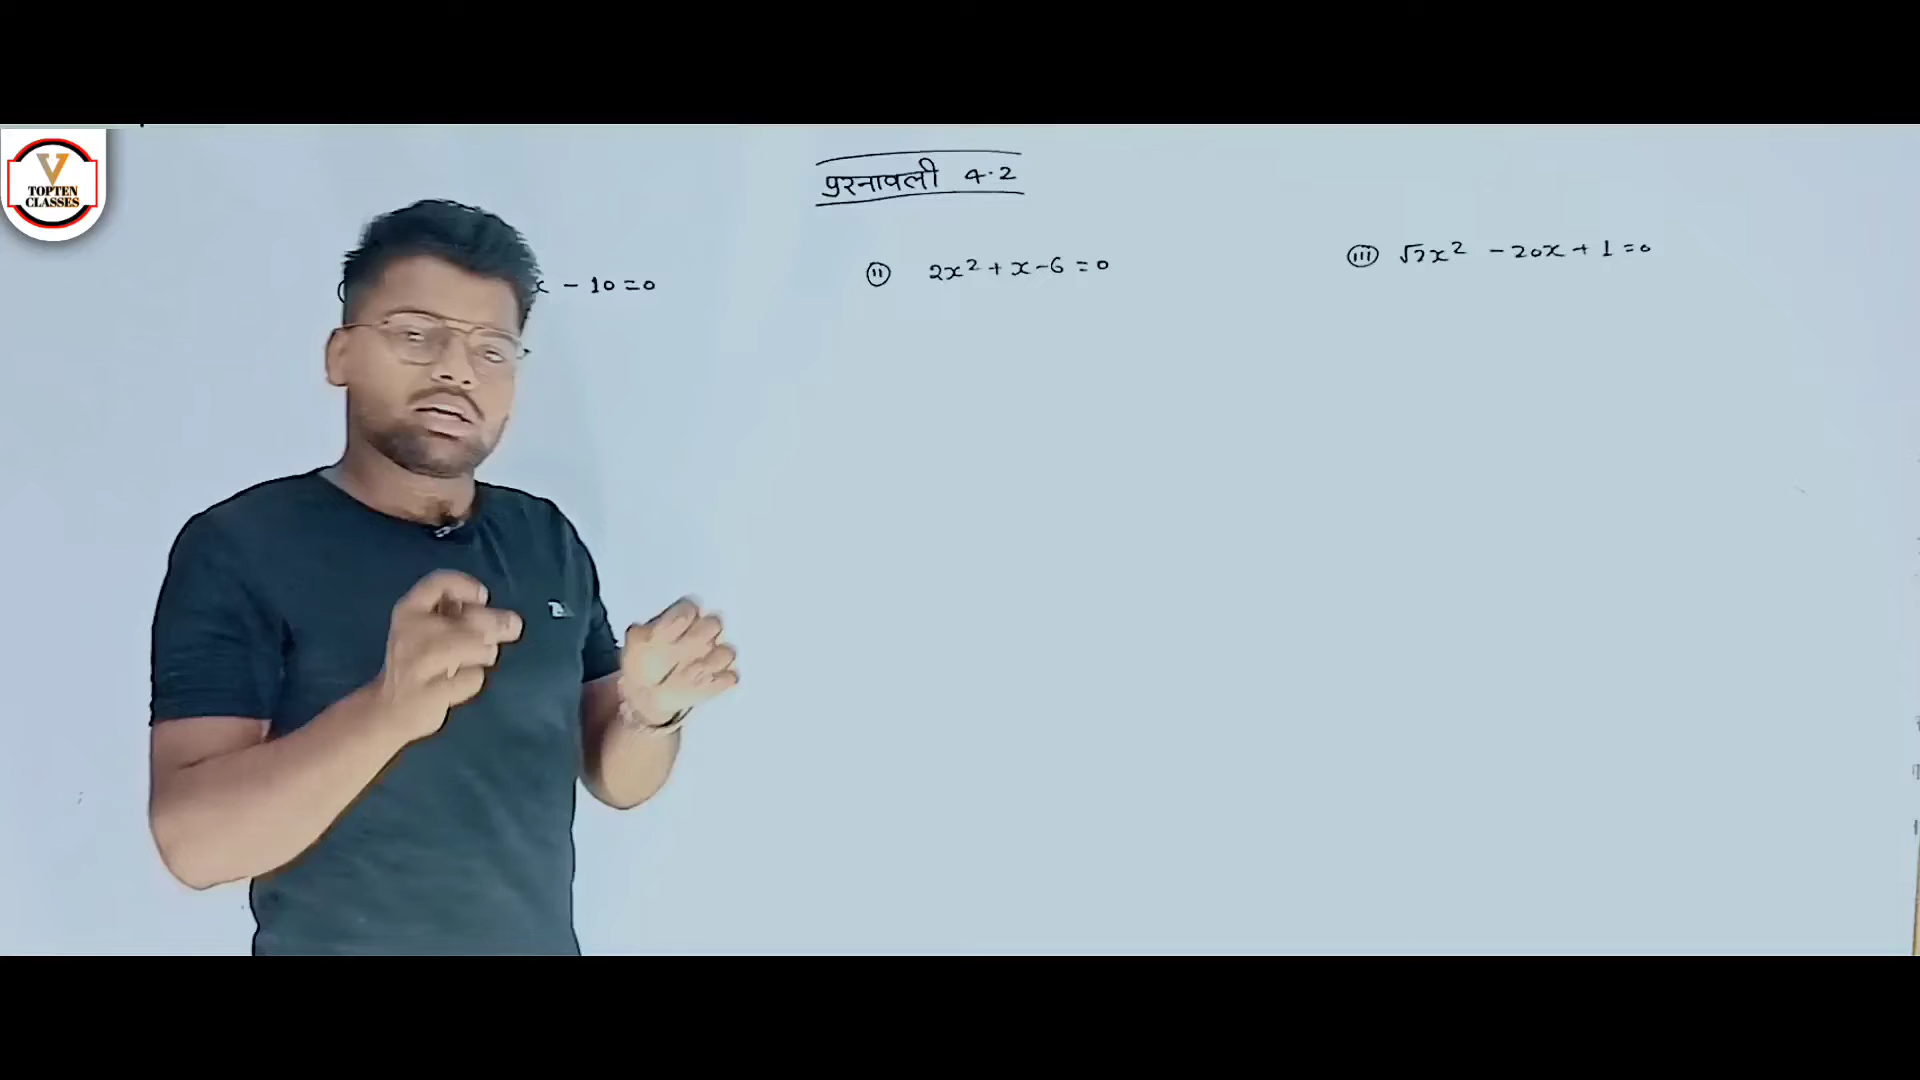 V
TOPTEN
CLASSES
प्रश्नावली 4.2
x - 10 = 0
(ii) 2x² + x - 6 = 0
(iii) √2x² - 20x + 1 = 0